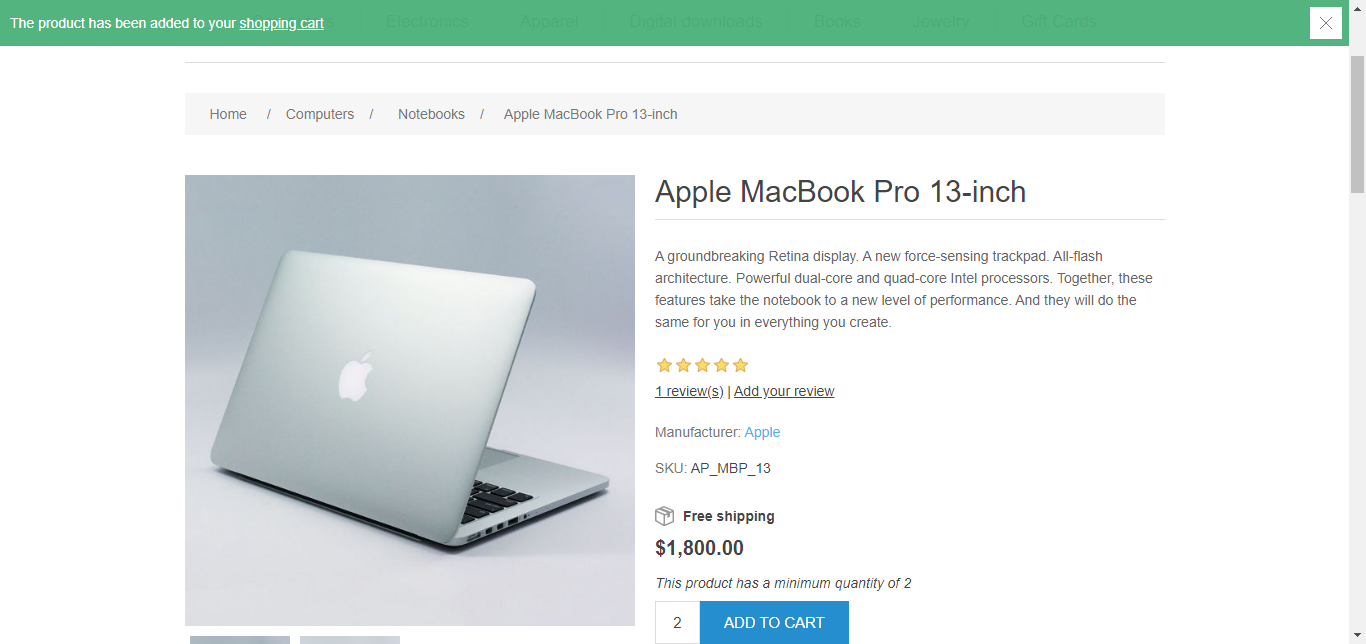 The product has been added to your shopping cart
Electronics Apparel Digital downloads Books Jewelry Gift Cards
Home / Computers / Notebooks / Apple MacBook Pro 13-inch
Apple MacBook Pro 13-inch
A groundbreaking Retina display. A new force-sensing trackpad. All-flash
architecture. Powerful dual-core and quad-core Intel processors. Together, these
features take the notebook to a new level of performance. And they will do the
same for you in everything you create.
1 review(s) | Add your review
Manufacturer: Apple
SKU: AP_MBP_13
Free shipping
$1,800.00
This product has a minimum quantity of 2
2 ADD TO CART